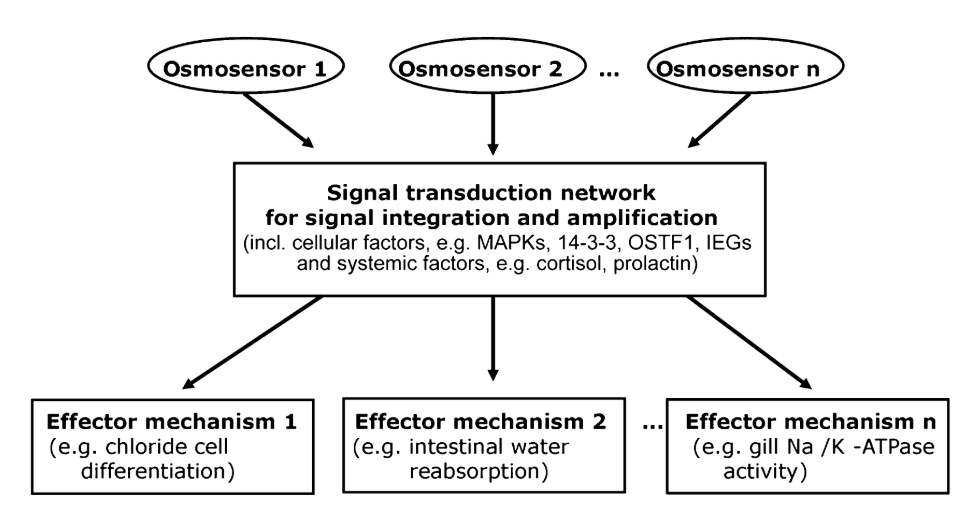 Osmosensor 1
Osmosensor 2
...
Osmosensor n
Signal transduction network
for signal integration and amplification
(incl. cellular factors, e.g. MAPKs, 14-3-3, OSTF1, IEGs
and systemic factors, e.g. cortisol, prolactin)
Effector mechanism 1
(e.g. chloride cell
differentiation)
Effector mechanism 2
(e.g. intestinal water
reabsorption)
...
Effector mechanism n
(e.g. gill Na /K -ATPase
activity)